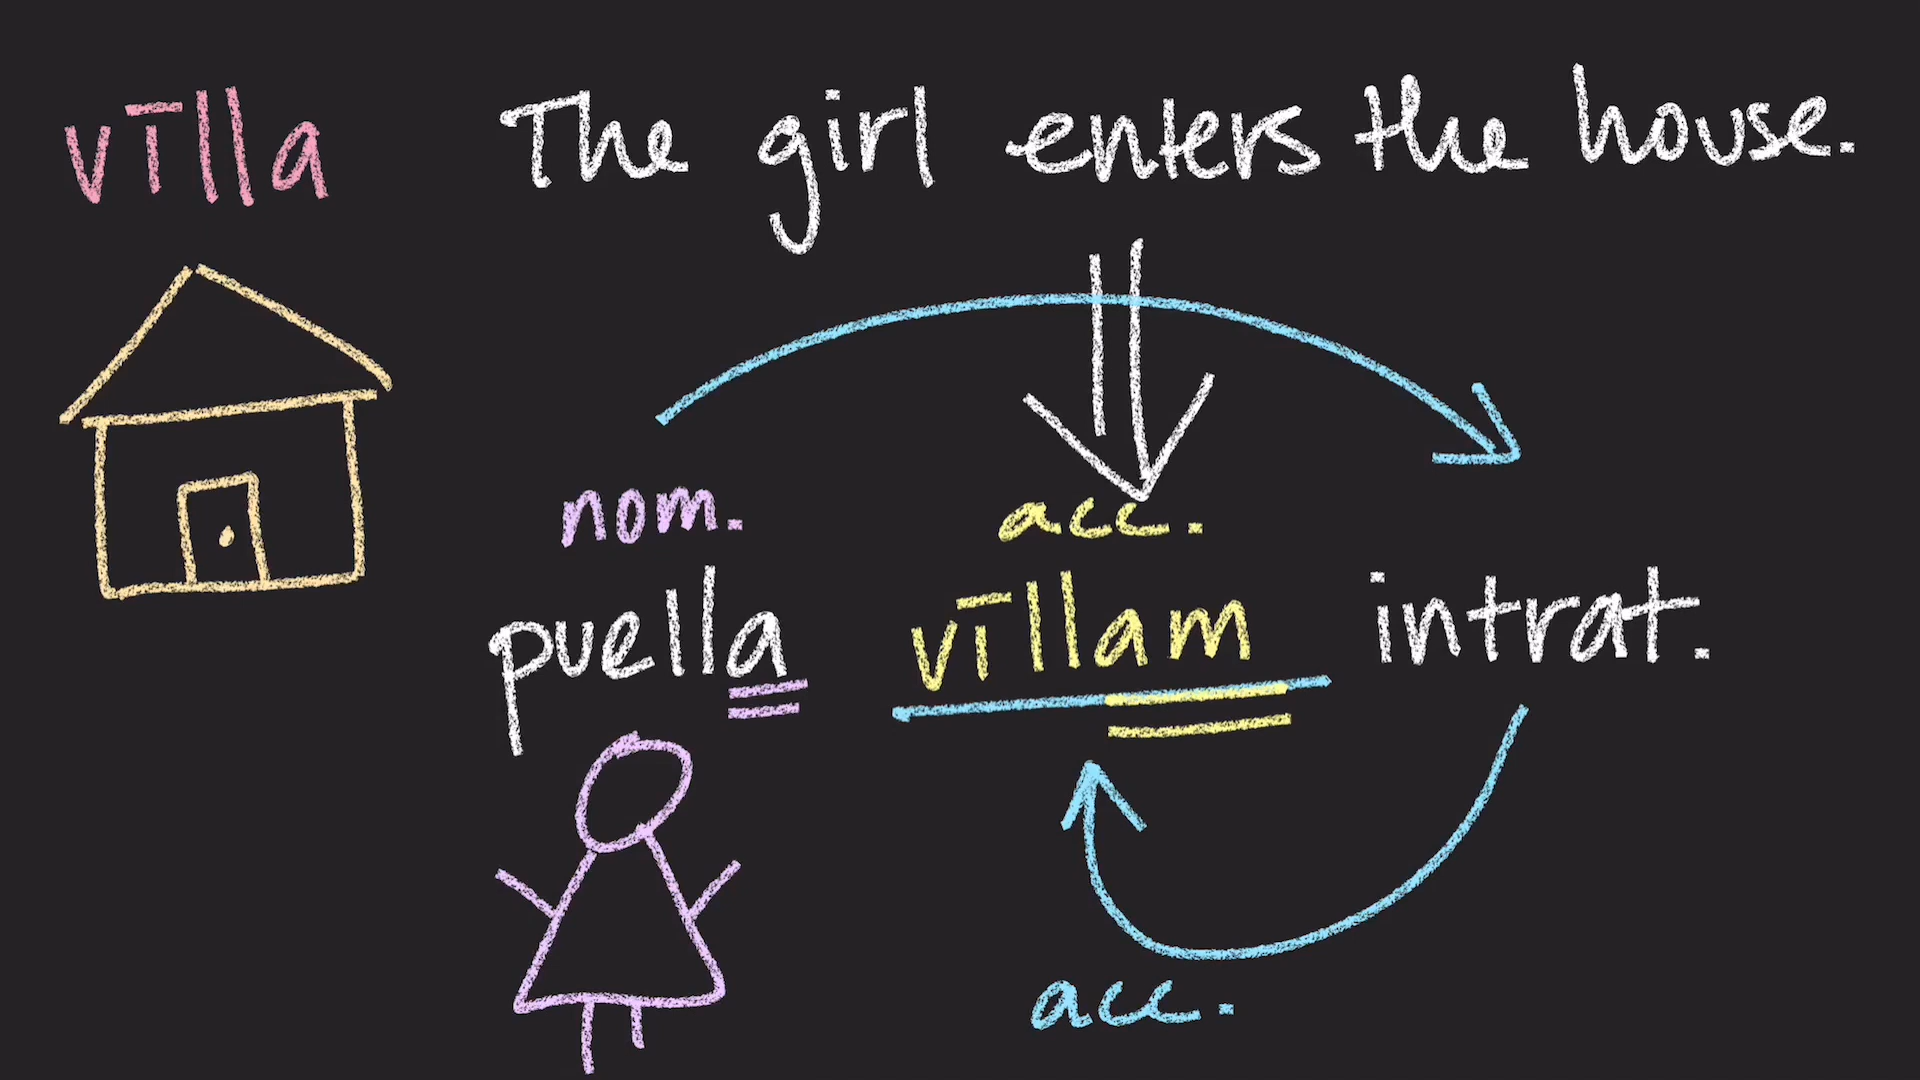 vīlla
The girl enters the house.
nom. acc.
puella vīllam intrat.
acc.